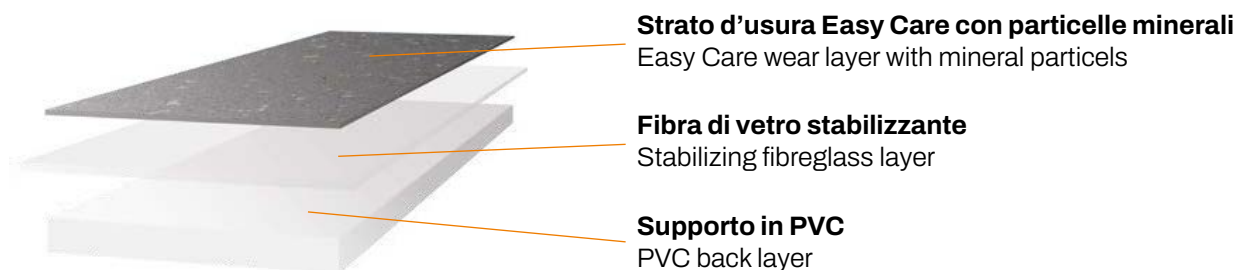 Strato d’usura Easy Care con particelle minerali
Easy Care wear layer with mineral particels
Fibra di vetro stabilizzante
Stabilizing fibreglass layer
Supporto in PVC
PVC back layer